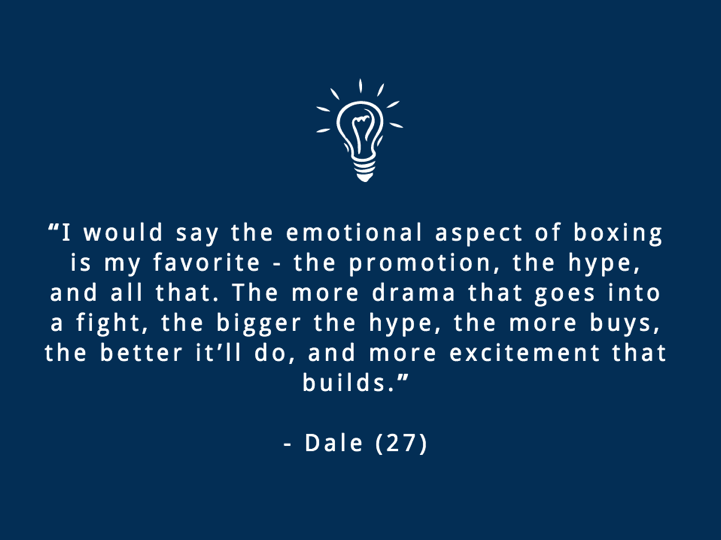 “I would say the emotional aspect of boxing
is my favorite - the promotion, the hype,
and all that. The more drama that goes into
a fight, the bigger the hype, the more buys,
the better it’ll do, and more excitement that
builds.”
- Dale (27)